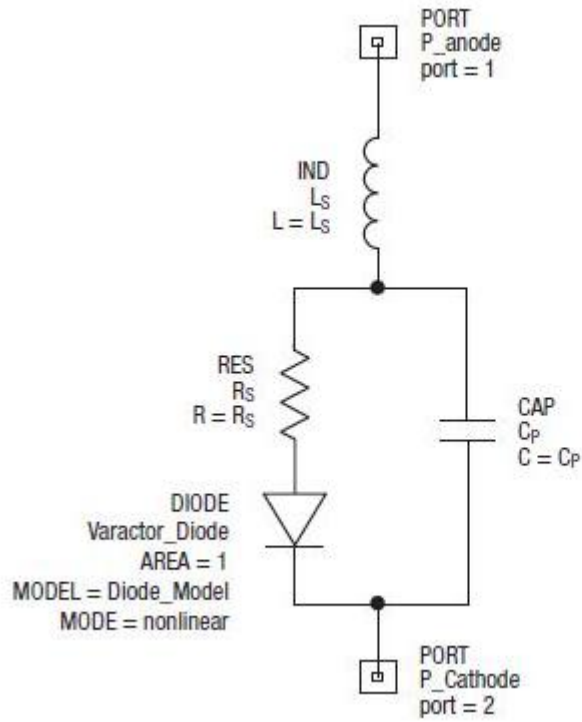 PORT
P_anode
port = 1
IND
LS
L = LS
RES
RS
R = RS
CAP
CP
C = CP
DIODE
Varactor_Diode
AREA = 1
MODEL = Diode_Model
MODE = nonlinear
PORT
P_Cathode
port = 2